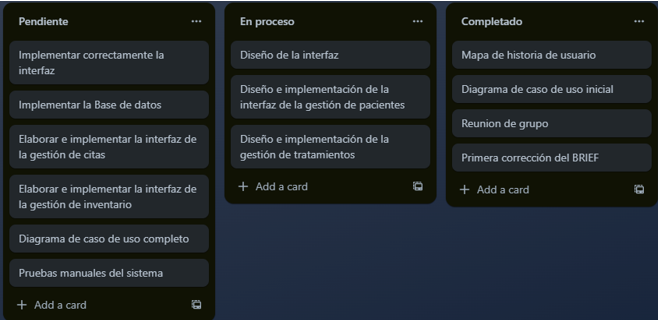 Pendiente
Implementar correctamente la
interfaz
Implementar la Base de datos
Elaborar e implementar la interfaz de
la gestión de citas
Elaborar e implementar la interfaz de
la gestión de inventario
Diagrama de caso de uso completo
Pruebas manuales del sistema
Add a card
En proceso
Diseño de la interfaz
Diseño e implementación de la
interfaz de la gestión de pacientes
Diseño e implementación de la
gestión de tratamientos
Add a card
Completado
Mapa de historia de usuario
Diagrama de caso de uso inicial
Reunion de grupo
Primera corrección del BRIEF
Add a card